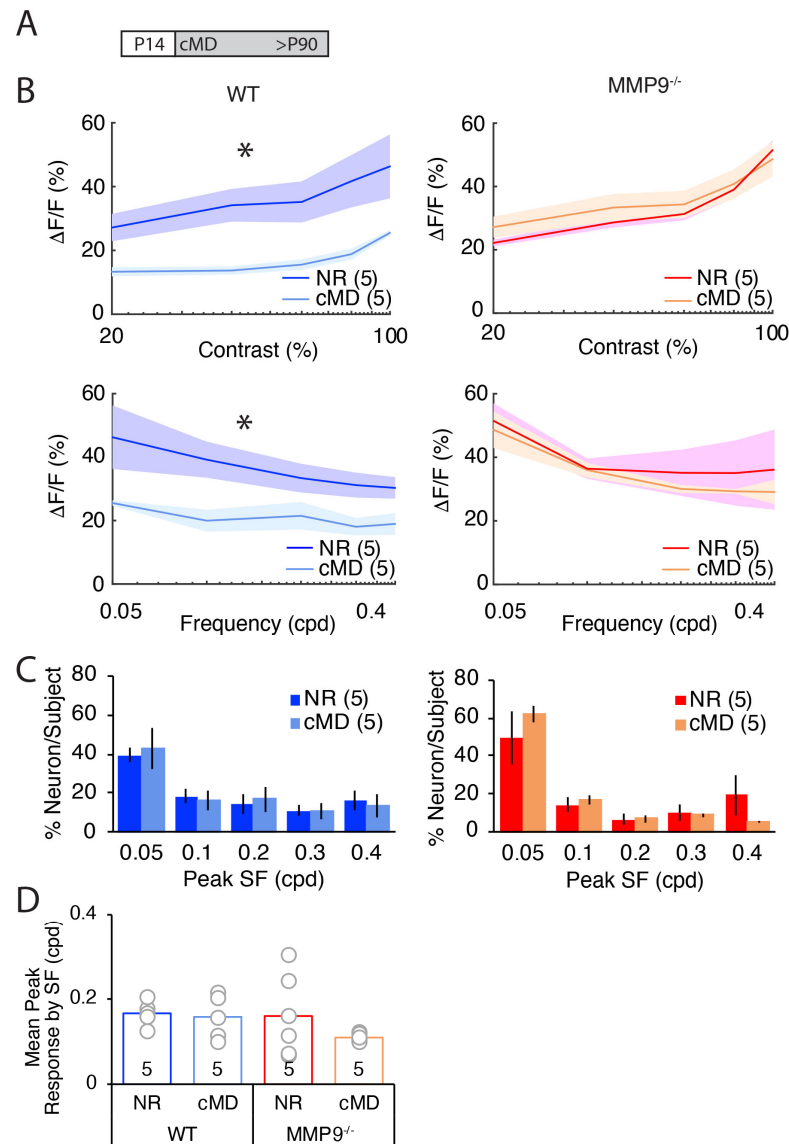 A
P14 cMD >P90
B
WT
MMP9-/-
60
40
20
0
ΔF/F (%)
*
NR (5)
cMD (5)
20
100
Contrast (%)
60
40
20
0
ΔF/F (%)
NR (5)
cMD (5)
20
100
Contrast (%)
60
40
20
0
ΔF/F (%)
*
NR (5)
cMD (5)
0.05
0.4
Frequency (cpd)
60
40
20
0
ΔF/F (%)
NR (5)
cMD (5)
0.05
0.4
Frequency (cpd)
C
80
60
40
20
0
% Neuron/Subject
NR (5)
cMD (5)
0.05 0.1 0.2 0.3 0.4
Peak SF (cpd)
80
60
40
20
0
% Neuron/Subject
NR (5)
cMD (5)
0.05 0.1 0.2 0.3 0.4
Peak SF (cpd)
D
0.4
0.2
0
Mean Peak
Response by SF (cpd)
5 5 5 5
NR cMD NR cMD
WT MMP9-/-